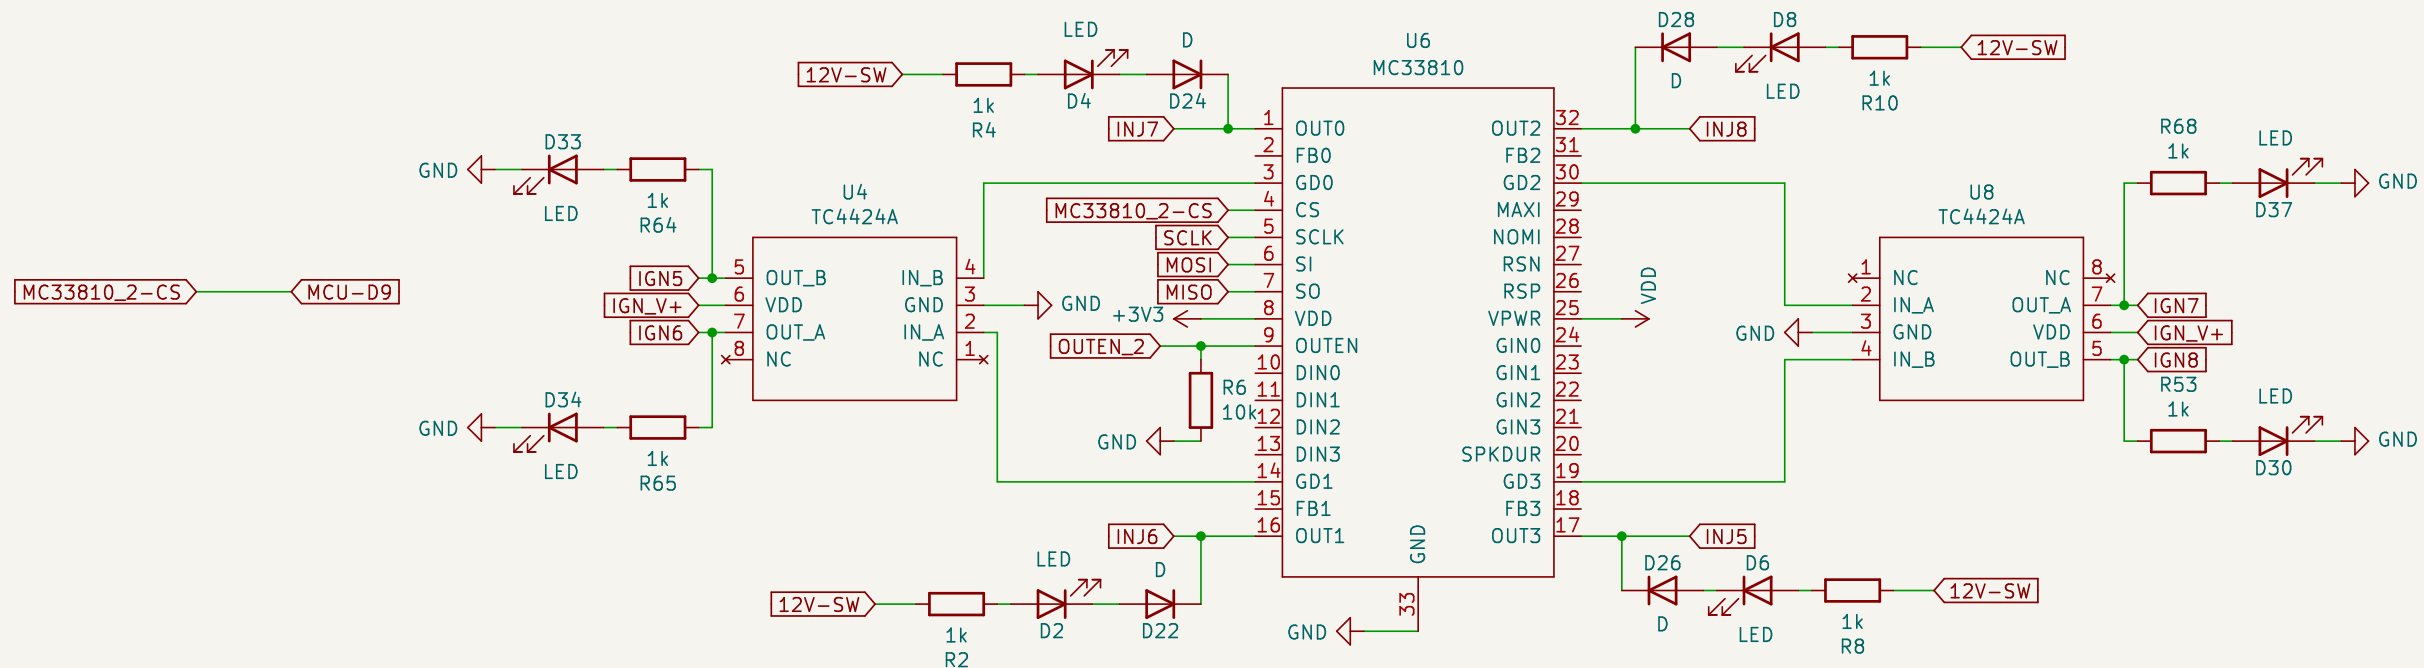 MC33810_2-CS
MCU-D9
GND
D33
LED
1k
R64
GND
D34
LED
1k
R65
U4
TC4424A
IGN5
IGN_V+
IGN6
5 OUT_B
6 VDD
7 OUT_A
8 NC
IN_B 4
GND 3
IN_A 2
NC 1
GND
12V-SW
1k
R4
LED
D4
D
D24
INJ7
MC33810_2-CS
SCLK
MOSI
MISO
+3V3
OUTEN_2
R6
10k
GND
INJ6
12V-SW
1k
R2
LED
D2
D
D22
U6
MC33810
1 OUT0
2 FB0
3 GD0
4 CS
5 SCLK
6 SI
7 SO
8 VDD
9 OUTEN
10 DIN0
11 DIN1
12 DIN2
13 DIN3
14 GD1
15 FB1
16 OUT1
OUT2 32
FB2 31
GD2 30
MAXI 29
NOMI 28
RSN 27
RSP 26
VPWR 25
GIN0 24
GIN1 23
GIN2 22
GIN3 21
SPKDUR 20
GD3 19
FB3 18
OUT3 17
GND
33
GND
D28
D
D8
LED
1k
R10
12V-SW
INJ8
VDD
INJ5
D26
D
D6
LED
1k
R8
12V-SW
U8
TC4424A
GND
1 NC
2 IN_A
3 GND
4 IN_B
NC 8
OUT_A 7
VDD 6
OUT_B 5
IGN7
IGN_V+
IGN8
R68
1k
LED
D37
GND
R53
1k
LED
D30
GND